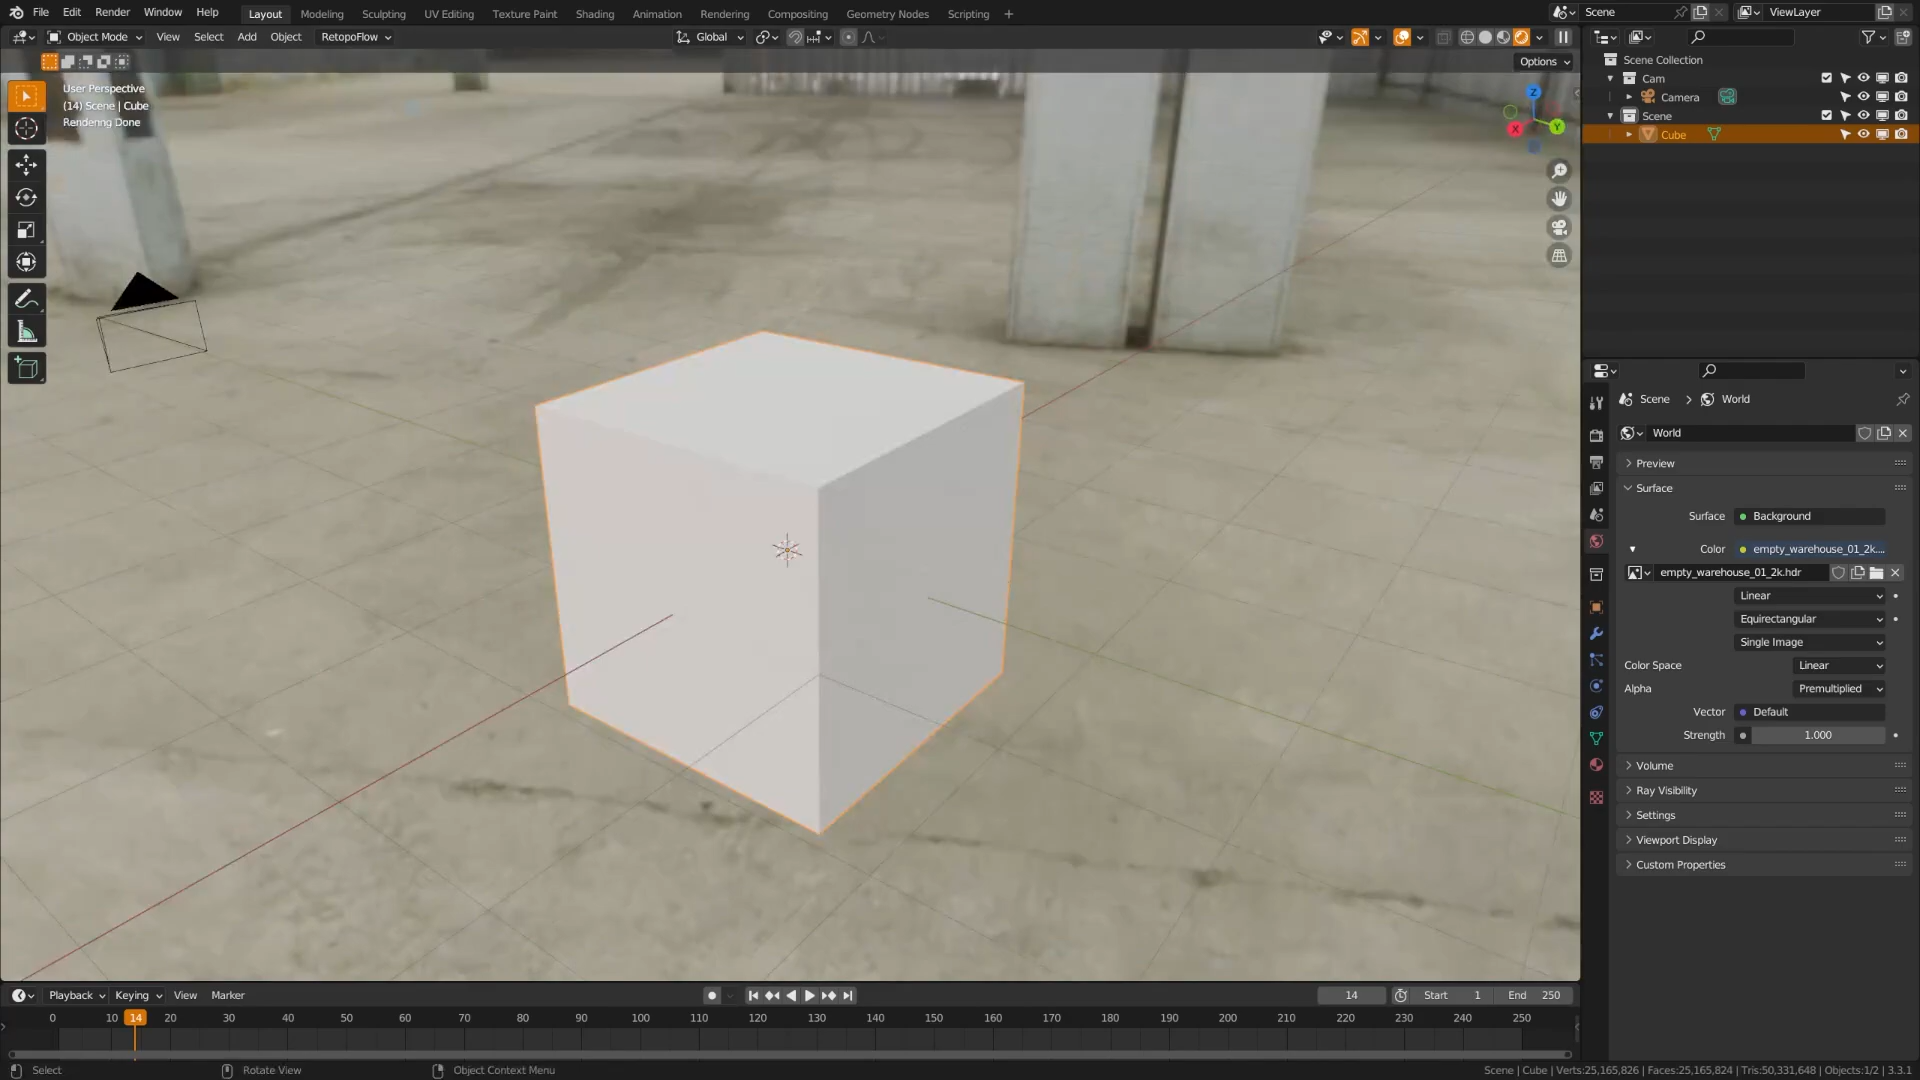 File Edit Render Window Help Layout Modeling Sculpting UV Editing Texture Paint Shading Animation Rendering Compositing Geometry Nodes Scripting + Scene ViewLayer
Object Mode View Select Add Object RetopoFlow Global
Options
User Perspective
(14) Scene | Cube
Rendering Done
Z
X
Y
Scene Collection
Cam
Camera
Scene
Cube
Scene > World
World
Preview
Surface
Surface Background
Color empty_warehouse_01_2k....
empty_warehouse_01_2k.hdr
Linear
Equirectangular
Single Image
Color Space Linear
Alpha Premultiplied
Vector Default
Strength 1.000
Volume
Ray Visibility
Settings
Viewport Display
Custom Properties
Playback Keying View Marker 14 Start 1 End 250
0 10 14 20 30 40 50 60 70 80 90 100 110 120 130 140 150 160 170 180 190 200 210 220 230 240 250
Select Rotate View Object Context Menu Scene | Cube | Verts:25,165,826 | Faces:25,165,824 | Tris:50,331,648 | Objects:1/2 | 3.3.1